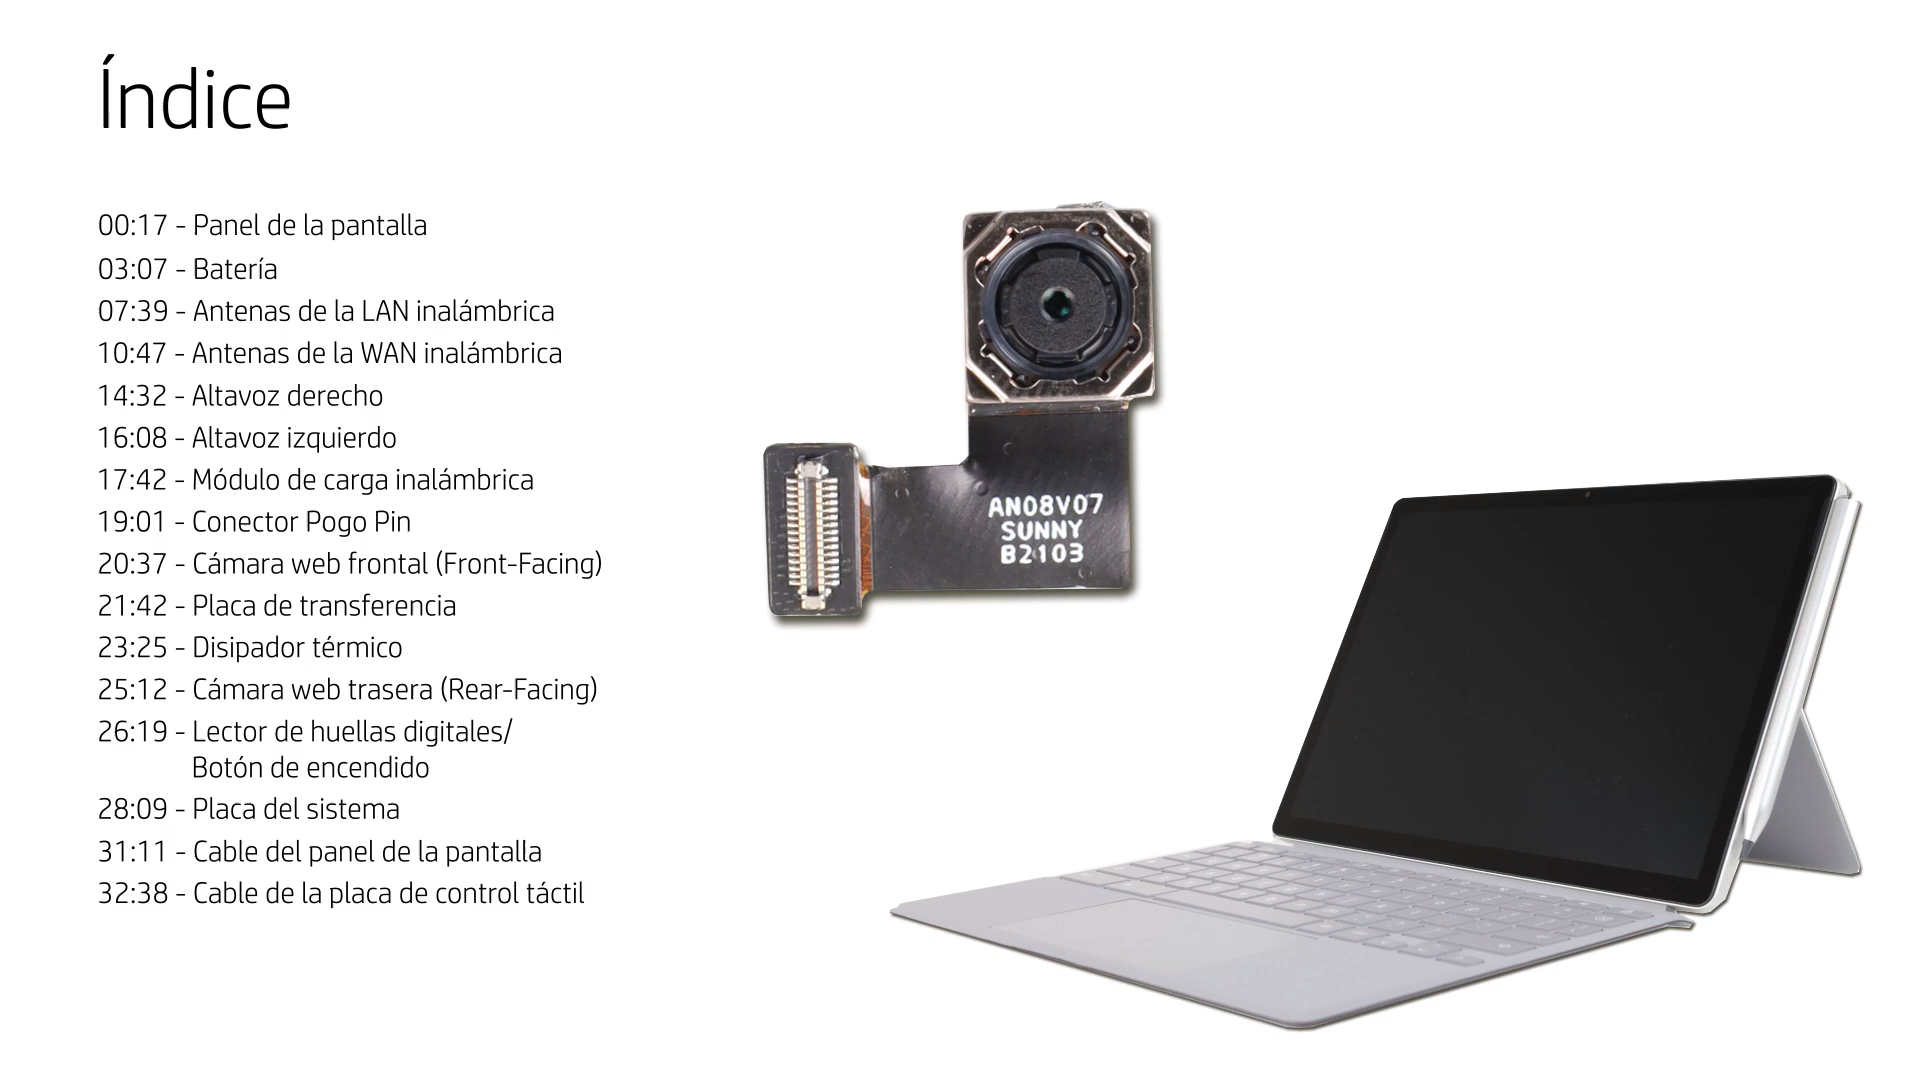 Índice
00:17 - Panel de la pantalla
03:07 - Batería
07:39 - Antenas de la LAN inalámbrica
10:47 - Antenas de la WAN inalámbrica
14:32 - Altavoz derecho
16:08 - Altavoz izquierdo
17:42 - Módulo de carga inalámbrica
19:01 - Conector Pogo Pin
20:37 - Cámara web frontal (Front-Facing)
21:42 - Placa de transferencia
23:25 - Disipador térmico
25:12 - Cámara web trasera (Rear-Facing)
26:19 - Lector de huellas digitales/
Botón de encendido
28:09 - Placa del sistema
31:11 - Cable del panel de la pantalla
32:38 - Cable de la placa de control táctil
AN08V07
SUNNY
B2103